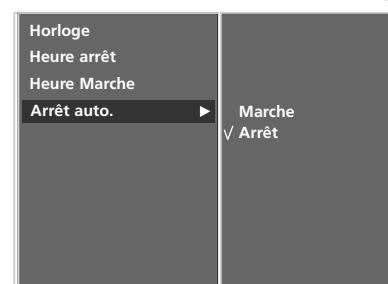 Horloge
Heure arrêt
Heure Marche
Arrêt auto. ▶
Marche
√ Arrêt